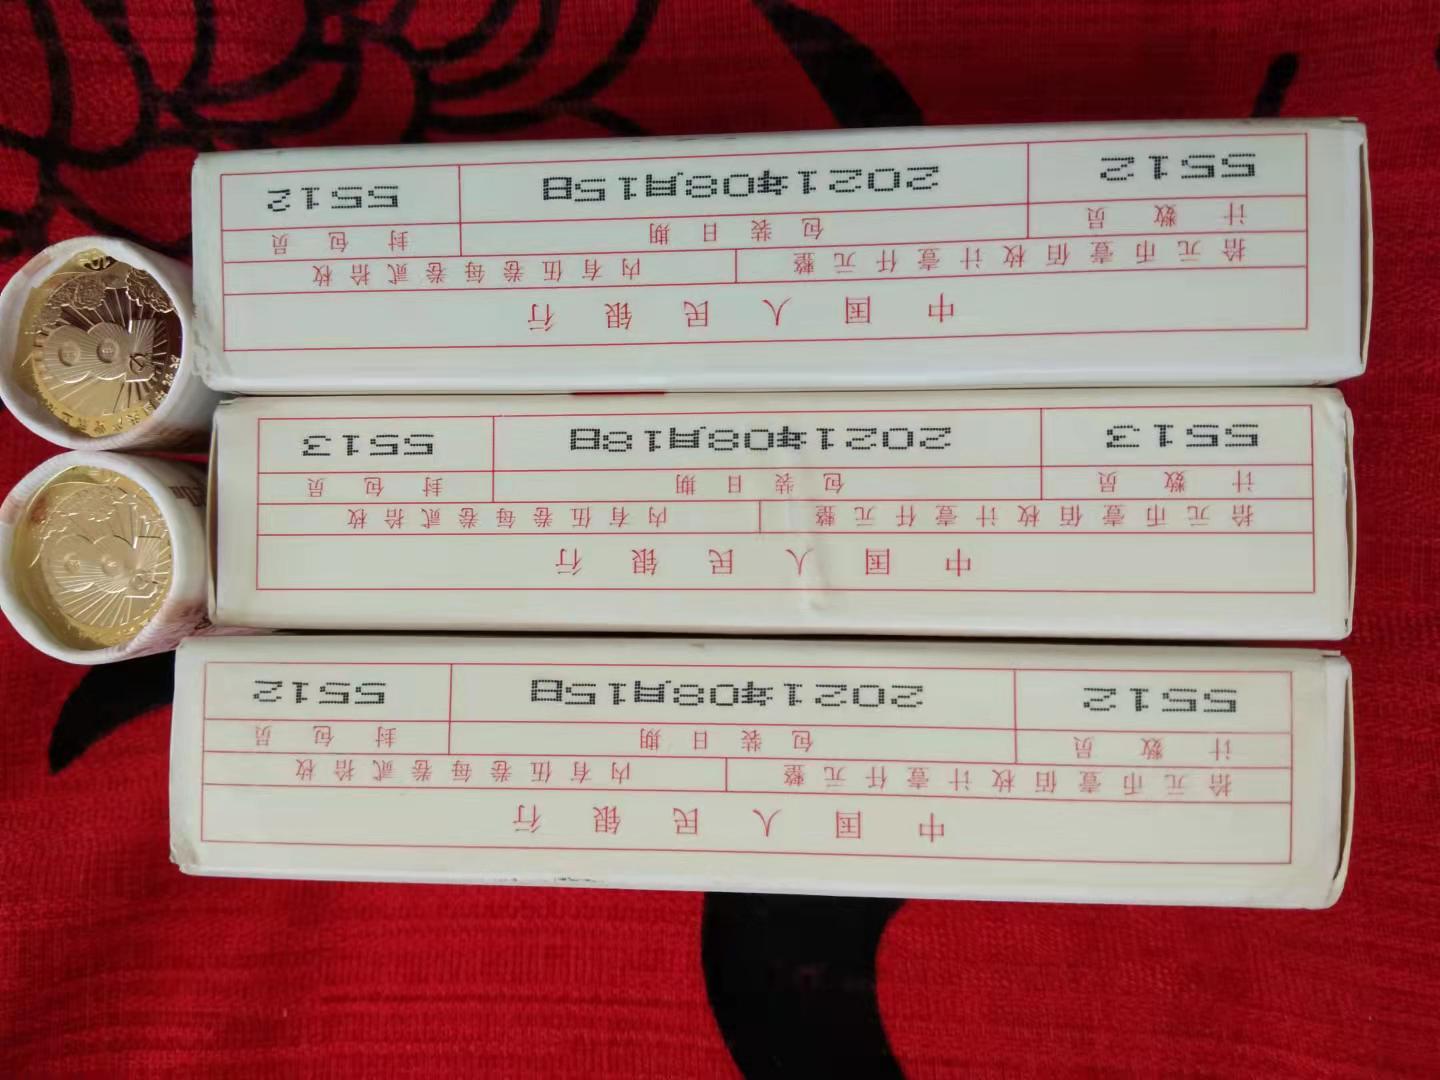 中国人民银行
拾元币壹佰枚计壹仟元整 内有伍卷每卷贰拾枚
计数员 包装日期 封包员
5512 2021年08月15日 5512
中国人民银行
拾元币壹佰枚计壹仟元整 内有伍卷每卷贰拾枚
计数员 包装日期 封包员
5513 2021年08月18日 5513
中国人民银行
拾元币壹佰枚计壹仟元整 内有伍卷每卷贰拾枚
计数员 包装日期 封包员
5512 2021年08月15日 5512